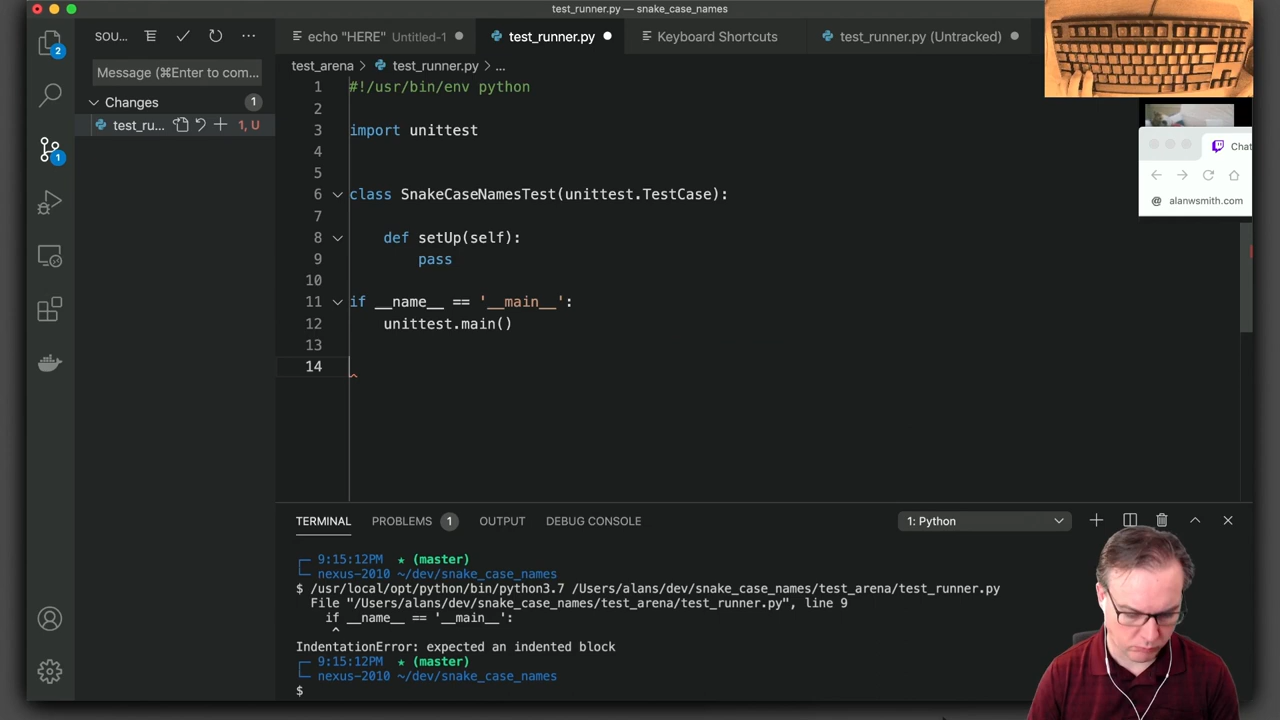 test_runner.py — snake_case_names
SOU...
echo "HERE" Untitled-1
test_runner.py
Keyboard Shortcuts
test_runner.py (Untracked)
2
Message (⌘Enter to com...
Changes 1
test_ru... 1, U
1
test_arena > test_runner.py > ...
1 #!/usr/bin/env python
2
3 import unittest
4
5
6 class SnakeCaseNamesTest(unittest.TestCase):
7
8 def setUp(self):
9 pass
10
11 if __name__ == '__main__':
12 unittest.main()
13
14
Chat
@ alanwsmith.com
TERMINAL PROBLEMS 1 OUTPUT DEBUG CONSOLE 1: Python
9:15:12PM ★ (master)
nexus-2010 ~/dev/snake_case_names
$ /usr/local/opt/python/bin/python3.7 /Users/alans/dev/snake_case_names/test_arena/test_runner.py
File "/Users/alans/dev/snake_case_names/test_arena/test_runner.py", line 9
if __name__ == '__main__':
^
IndentationError: expected an indented block
9:15:12PM ★ (master)
nexus-2010 ~/dev/snake_case_names
$